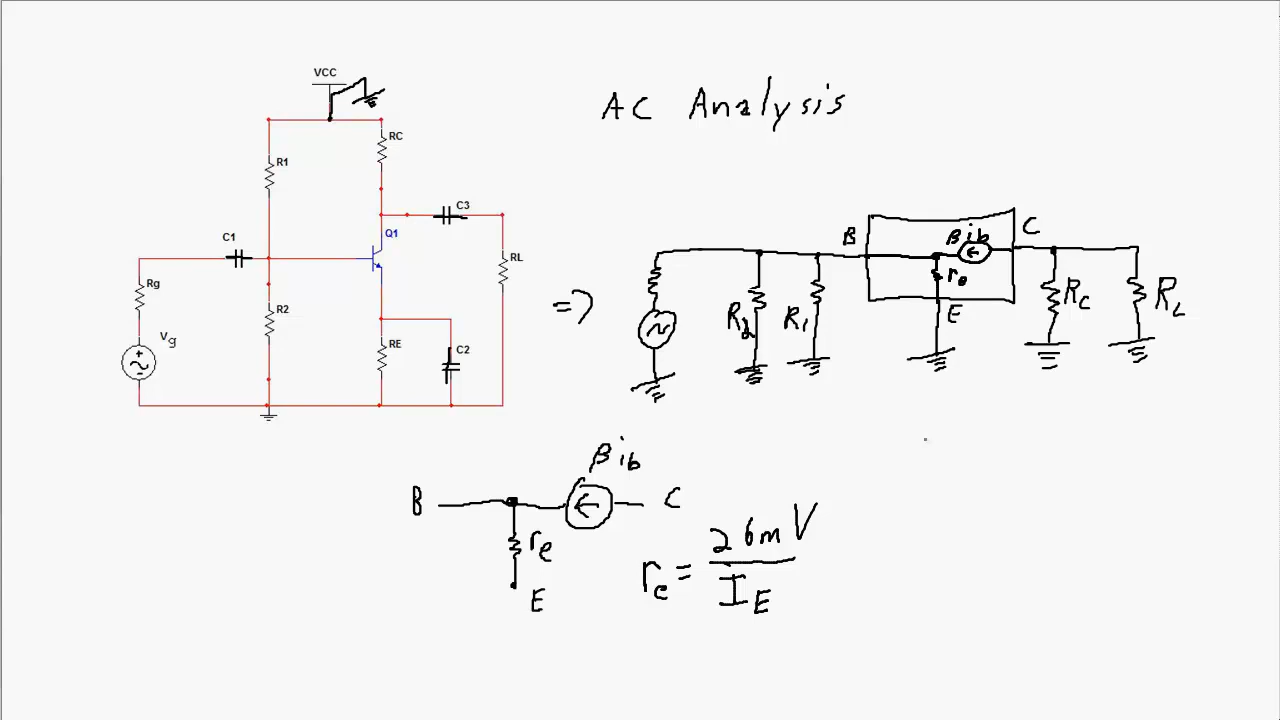 VCC
AC Analysis
RC
R1
C3
Q1
C1
RL
Rg
R2
Vg
RE
C2
=>
B
βib
C
re
E
R2
R1
RC
RL
βib
B
C
re
E
re = 26mV
IE